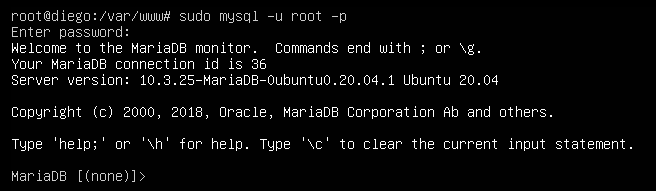 root@diego:/var/www# sudo mysql -u root -p
Enter password:
Welcome to the MariaDB monitor.  Commands end with ; or \g.
Your MariaDB connection id is 36
Server version: 10.3.25-MariaDB-0ubuntu0.20.04.1 Ubuntu 20.04
Copyright (c) 2000, 2018, Oracle, MariaDB Corporation Ab and others.
Type 'help;' or '\h' for help. Type '\c' to clear the current input statement.
MariaDB [(none)]>